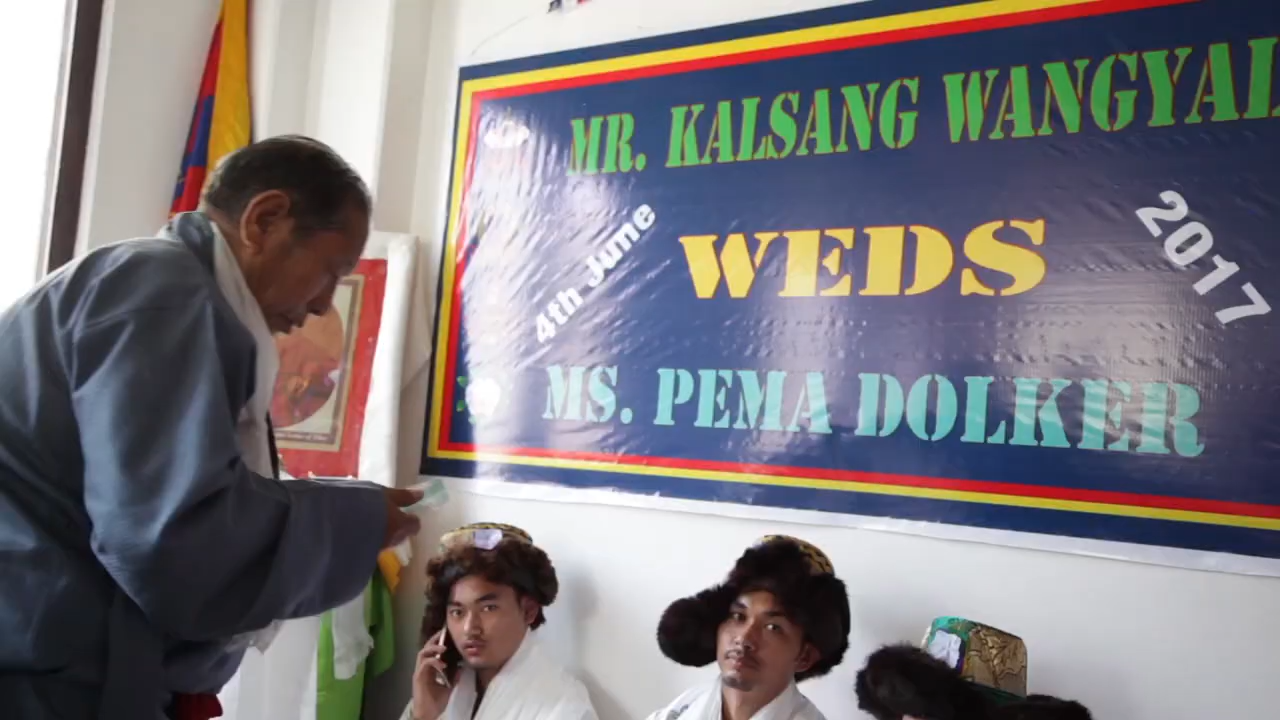 MR. KALSANG WANGYAL
4th June
WEDS
2017
MS. PEMA DOLKER